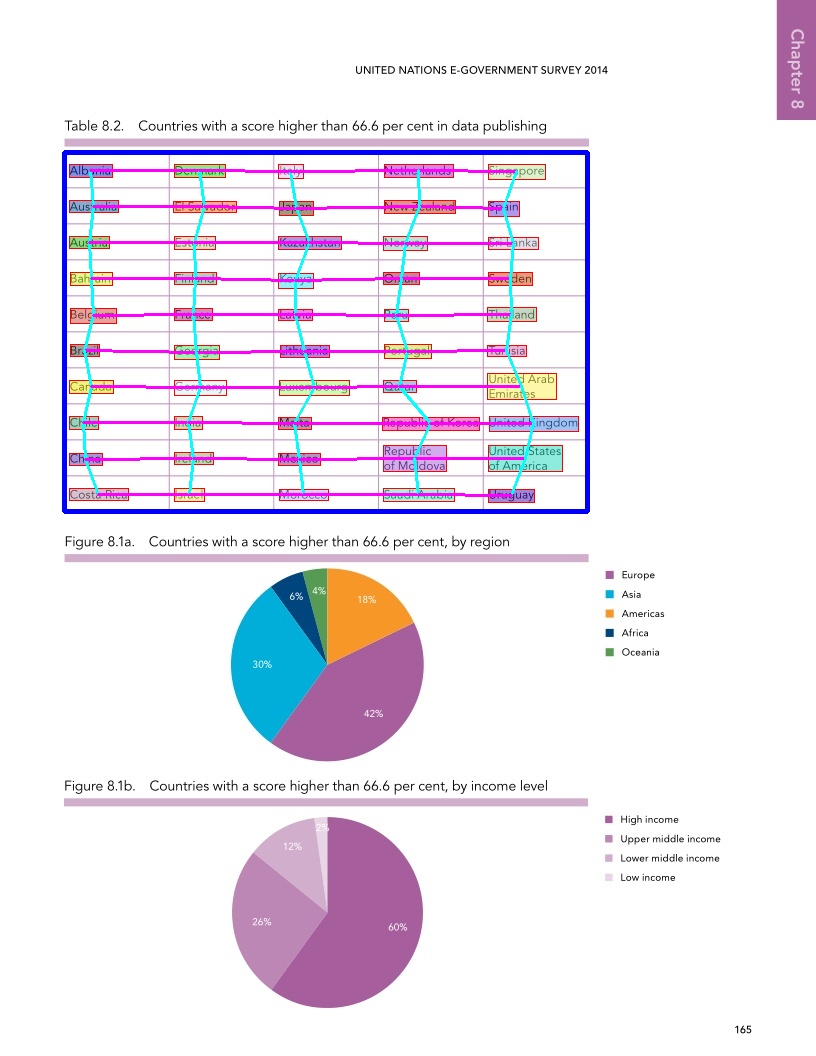 Chapter 8
UNITED NATIONS E-GOVERNMENT SURVEY 2014
Table 8.2. Countries with a score higher than 66.6 per cent in data publishing
Albania Denmark Italy Netherlands Singapore
Australia El Salvador Japan New Zealand Spain
Austria Estonia Kazakhstan Norway Sri Lanka
Bahrain Finland Kenya Oman Sweden
Belgium France Latvia Peru Thailand
Brazil Georgia Lithuania Portugal Tunisia
Canada Germany Luxembourg Qatar United Arab
Emirates
Chile India Malta Republic of Korea United Kingdom
China Ireland Mexico Republic United States
of Moldova of America
Costa Rica Israel Morocco Saudi Arabia Uruguay
Figure 8.1a. Countries with a score higher than 66.6 per cent, by region
6% 4% 18%
30%
42%
Europe
Asia
Americas
Africa
Oceania
Figure 8.1b. Countries with a score higher than 66.6 per cent, by income level
2%
12%
26%
60%
High income
Upper middle income
Lower middle income
Low income
165